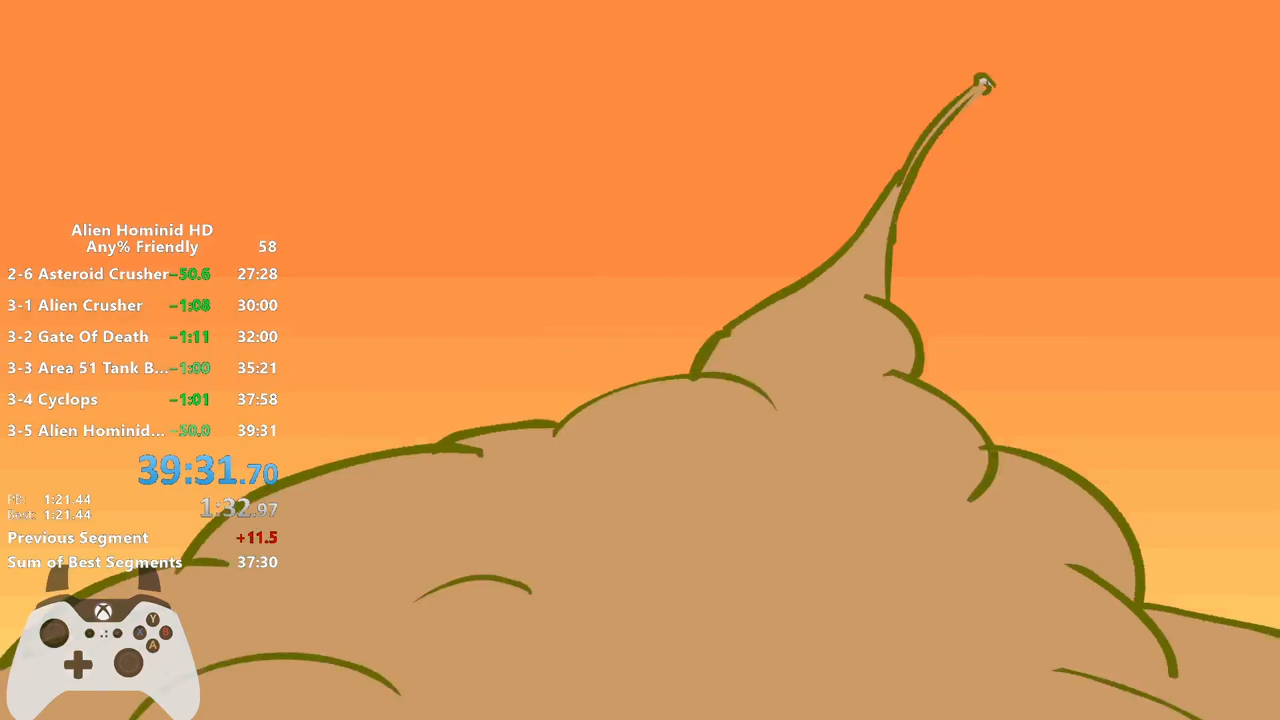 Alien Hominid HD
Any% Friendly 58
2-6 Asteroid Crusher -50.6 27:28
3-1 Alien Crusher -1:08 30:00
3-2 Gate Of Death -1:11 32:00
3-3 Area 51 Tank B... -1:00 35:21
3-4 Cyclops -1:01 37:58
3-5 Alien Hominid... -50.0 39:31
39:31.70
PB: 1:21.44
1:32.97
Best: 1:21.44
Previous Segment +11.5
Sum of Best Segments 37:30
Y
X B
A